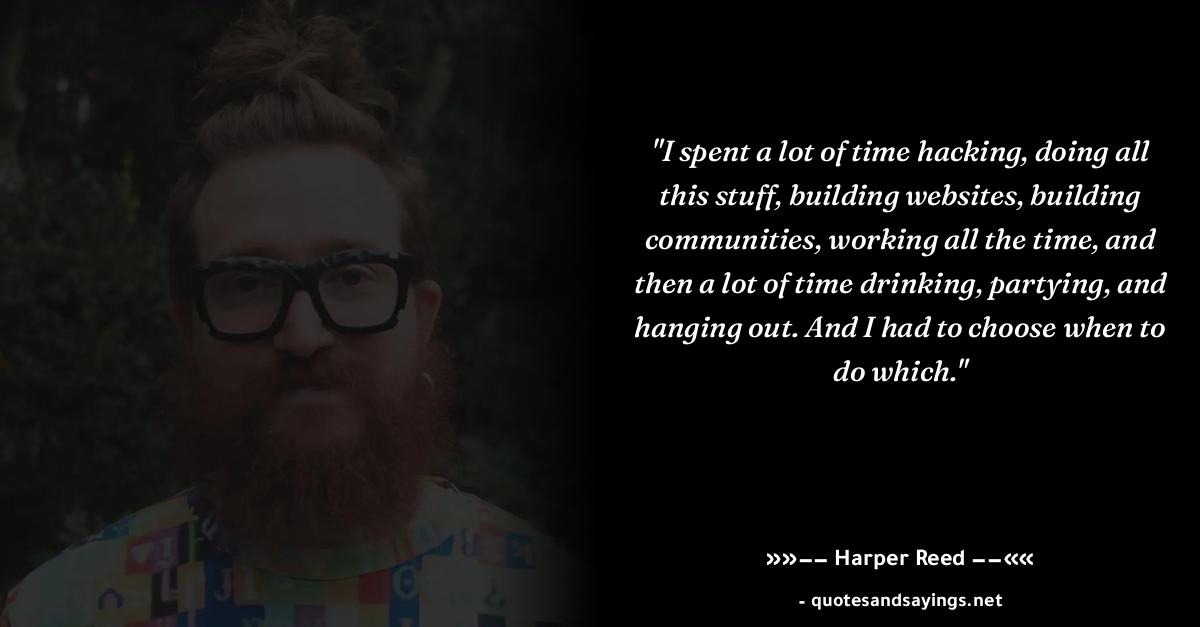 "I spent a lot of time hacking, doing all
this stuff, building websites, building
communities, working all the time, and
then a lot of time drinking, partying, and
hanging out. And I had to choose when to
do which."
»»–– Harper Reed ––««
- quotesandsayings.net